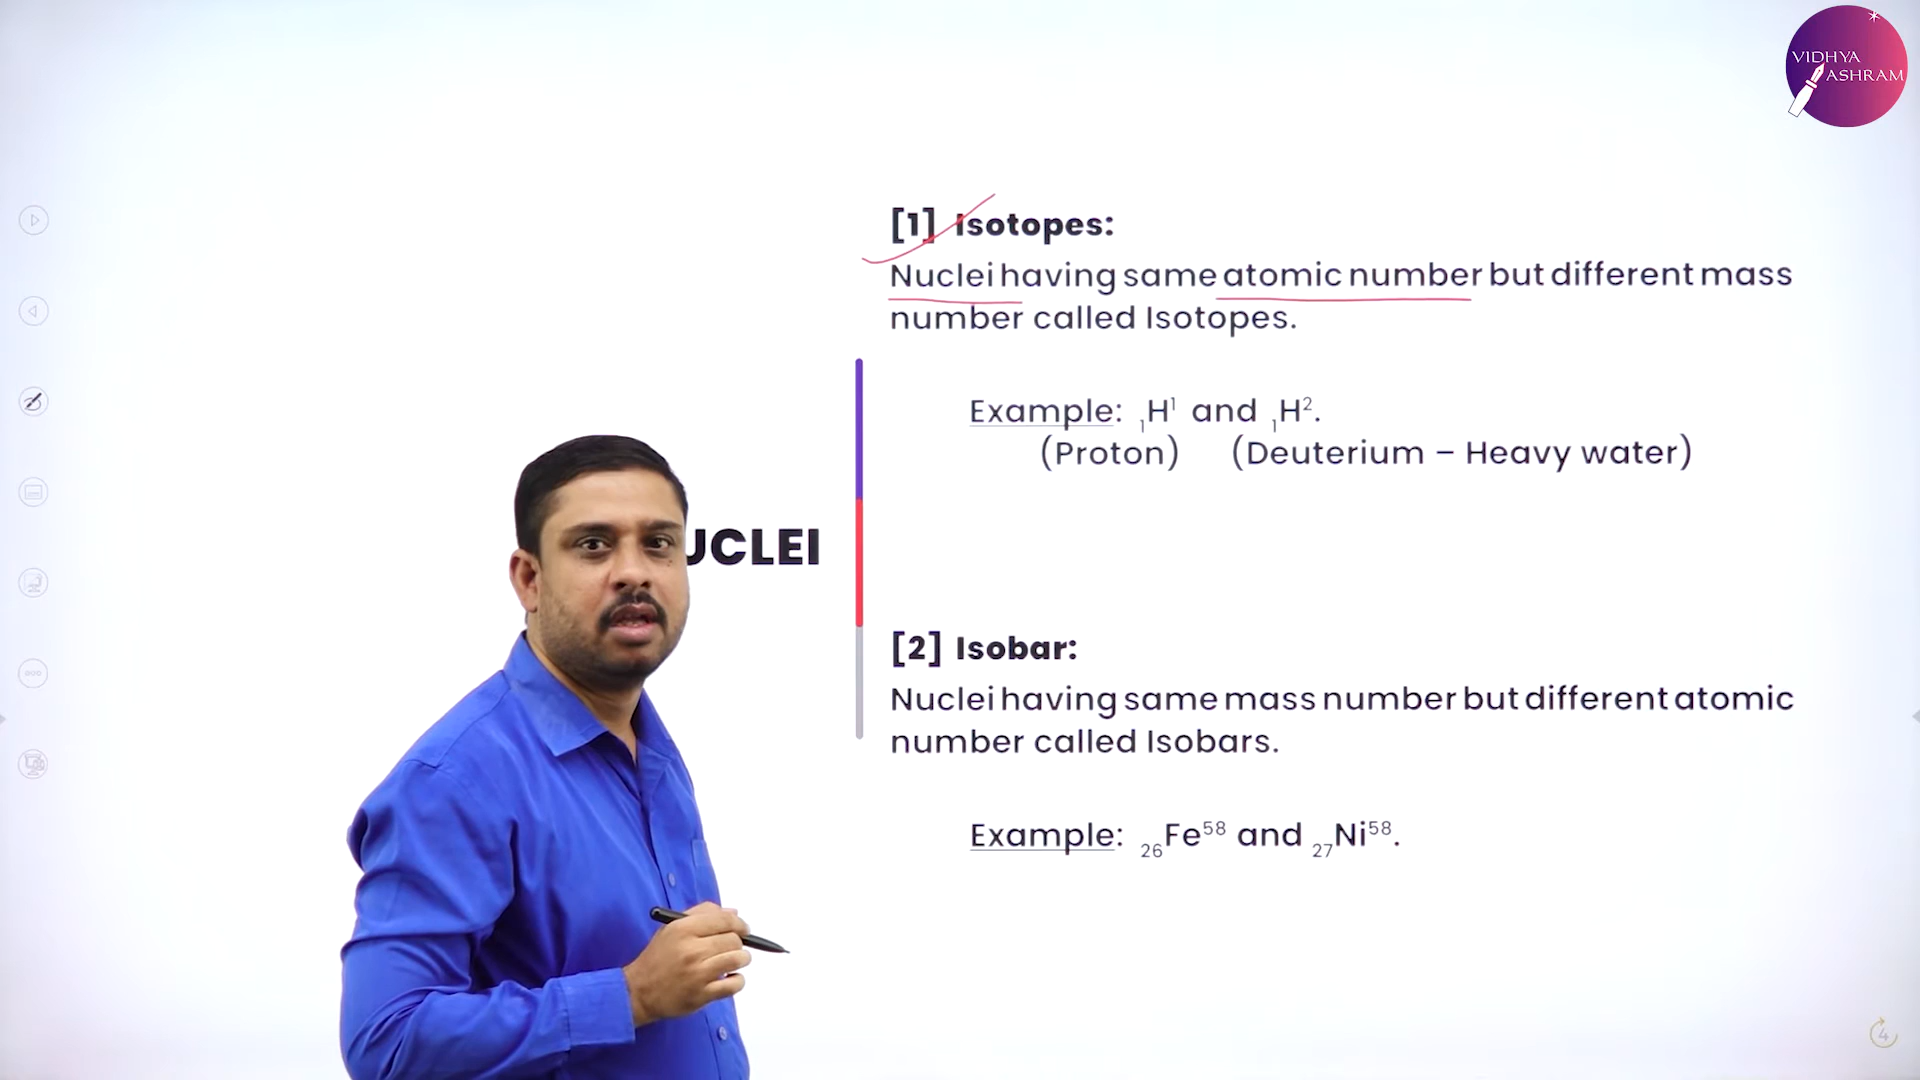 VIDHYA
ASHRAM
[1] Isotopes:
Nuclei having same atomic number but different mass
number called Isotopes.
Example: ₁H¹ and ₁H².
(Proton) (Deuterium – Heavy water)
UCLEI
[2] Isobar:
Nuclei having same mass number but different atomic
number called Isobars.
Example: ₂₆Fe⁵⁸ and ₂₇Ni⁵⁸.
4